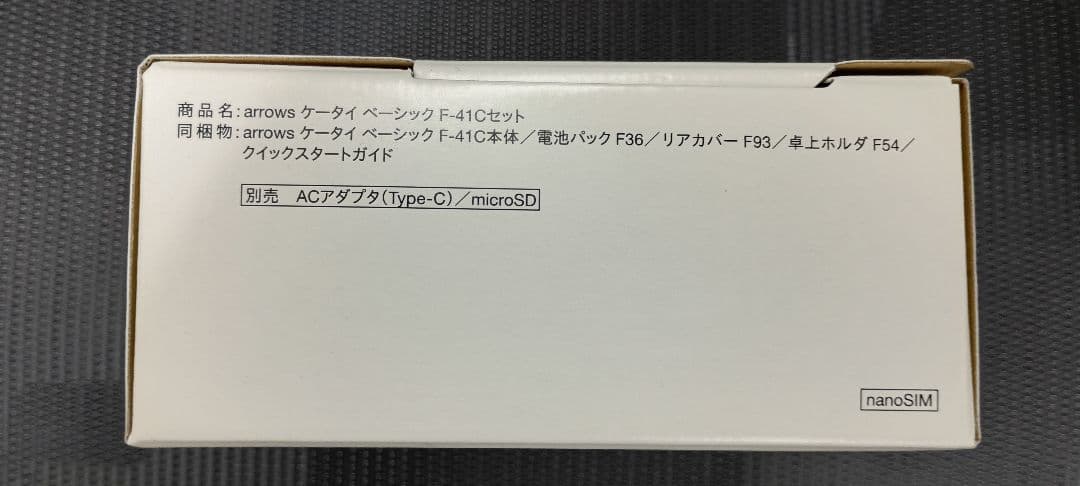 商品名:arrows ケータイ ベーシック F-41Cセット
同梱物:arrows ケータイ ベーシック F-41C本体／電池パック F36／リアカバー F93／卓上ホルダ F54／
クイックスタートガイド
別売　ACアダプタ(Type-C)／microSD
nanoSIM